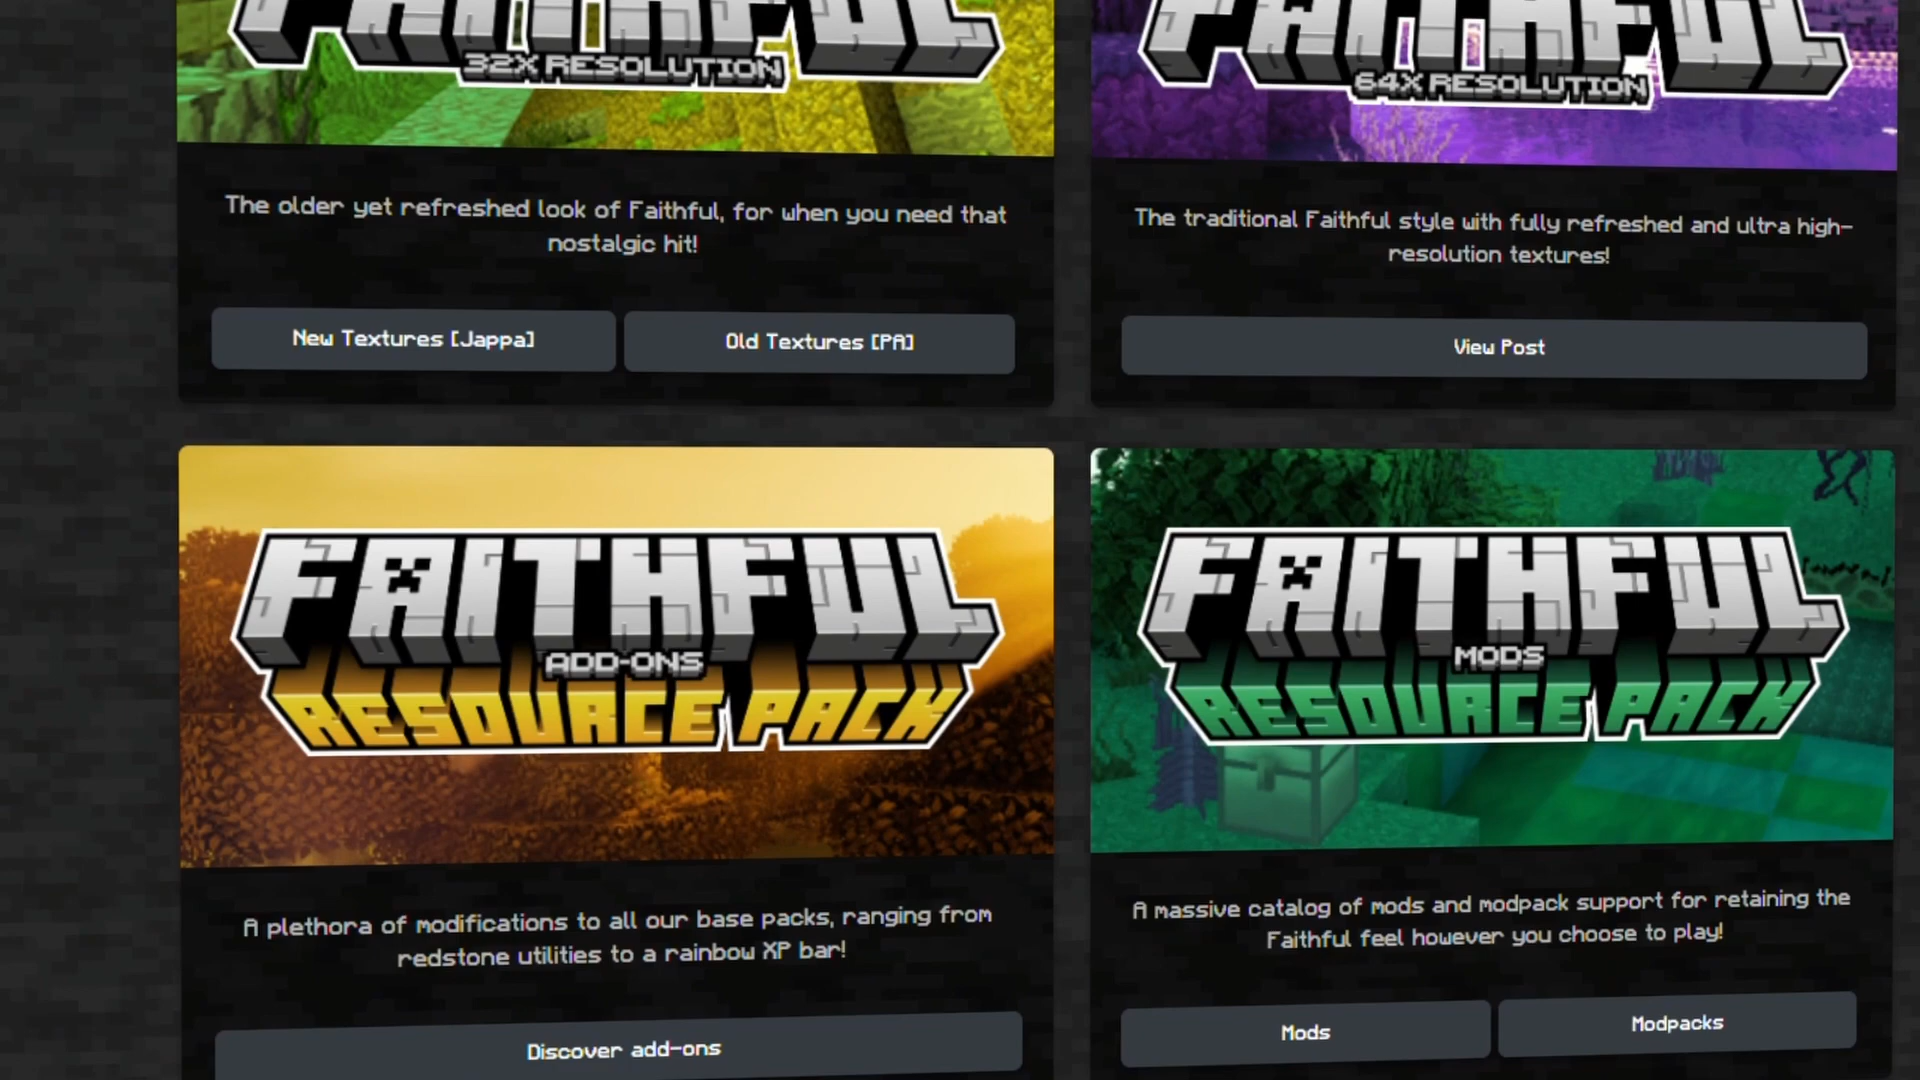 FAITHFUL
32X RESOLUTION
The older yet refreshed look of Faithful, for when you need that
nostalgic hit!
New Textures [Jappa]
Old Textures [PA]
FAITHFUL
64X RESOLUTION
The traditional Faithful style with fully refreshed and ultra high-
resolution textures!
View Post
FAITHFUL
ADD-ONS
RESOURCE PACK
A plethora of modifications to all our base packs, ranging from
redstone utilities to a rainbow XP bar!
Discover add-ons
FAITHFUL
MODS
RESOURCE PACK
A massive catalog of mods and modpack support for retaining the
Faithful feel however you choose to play!
Mods
Modpacks